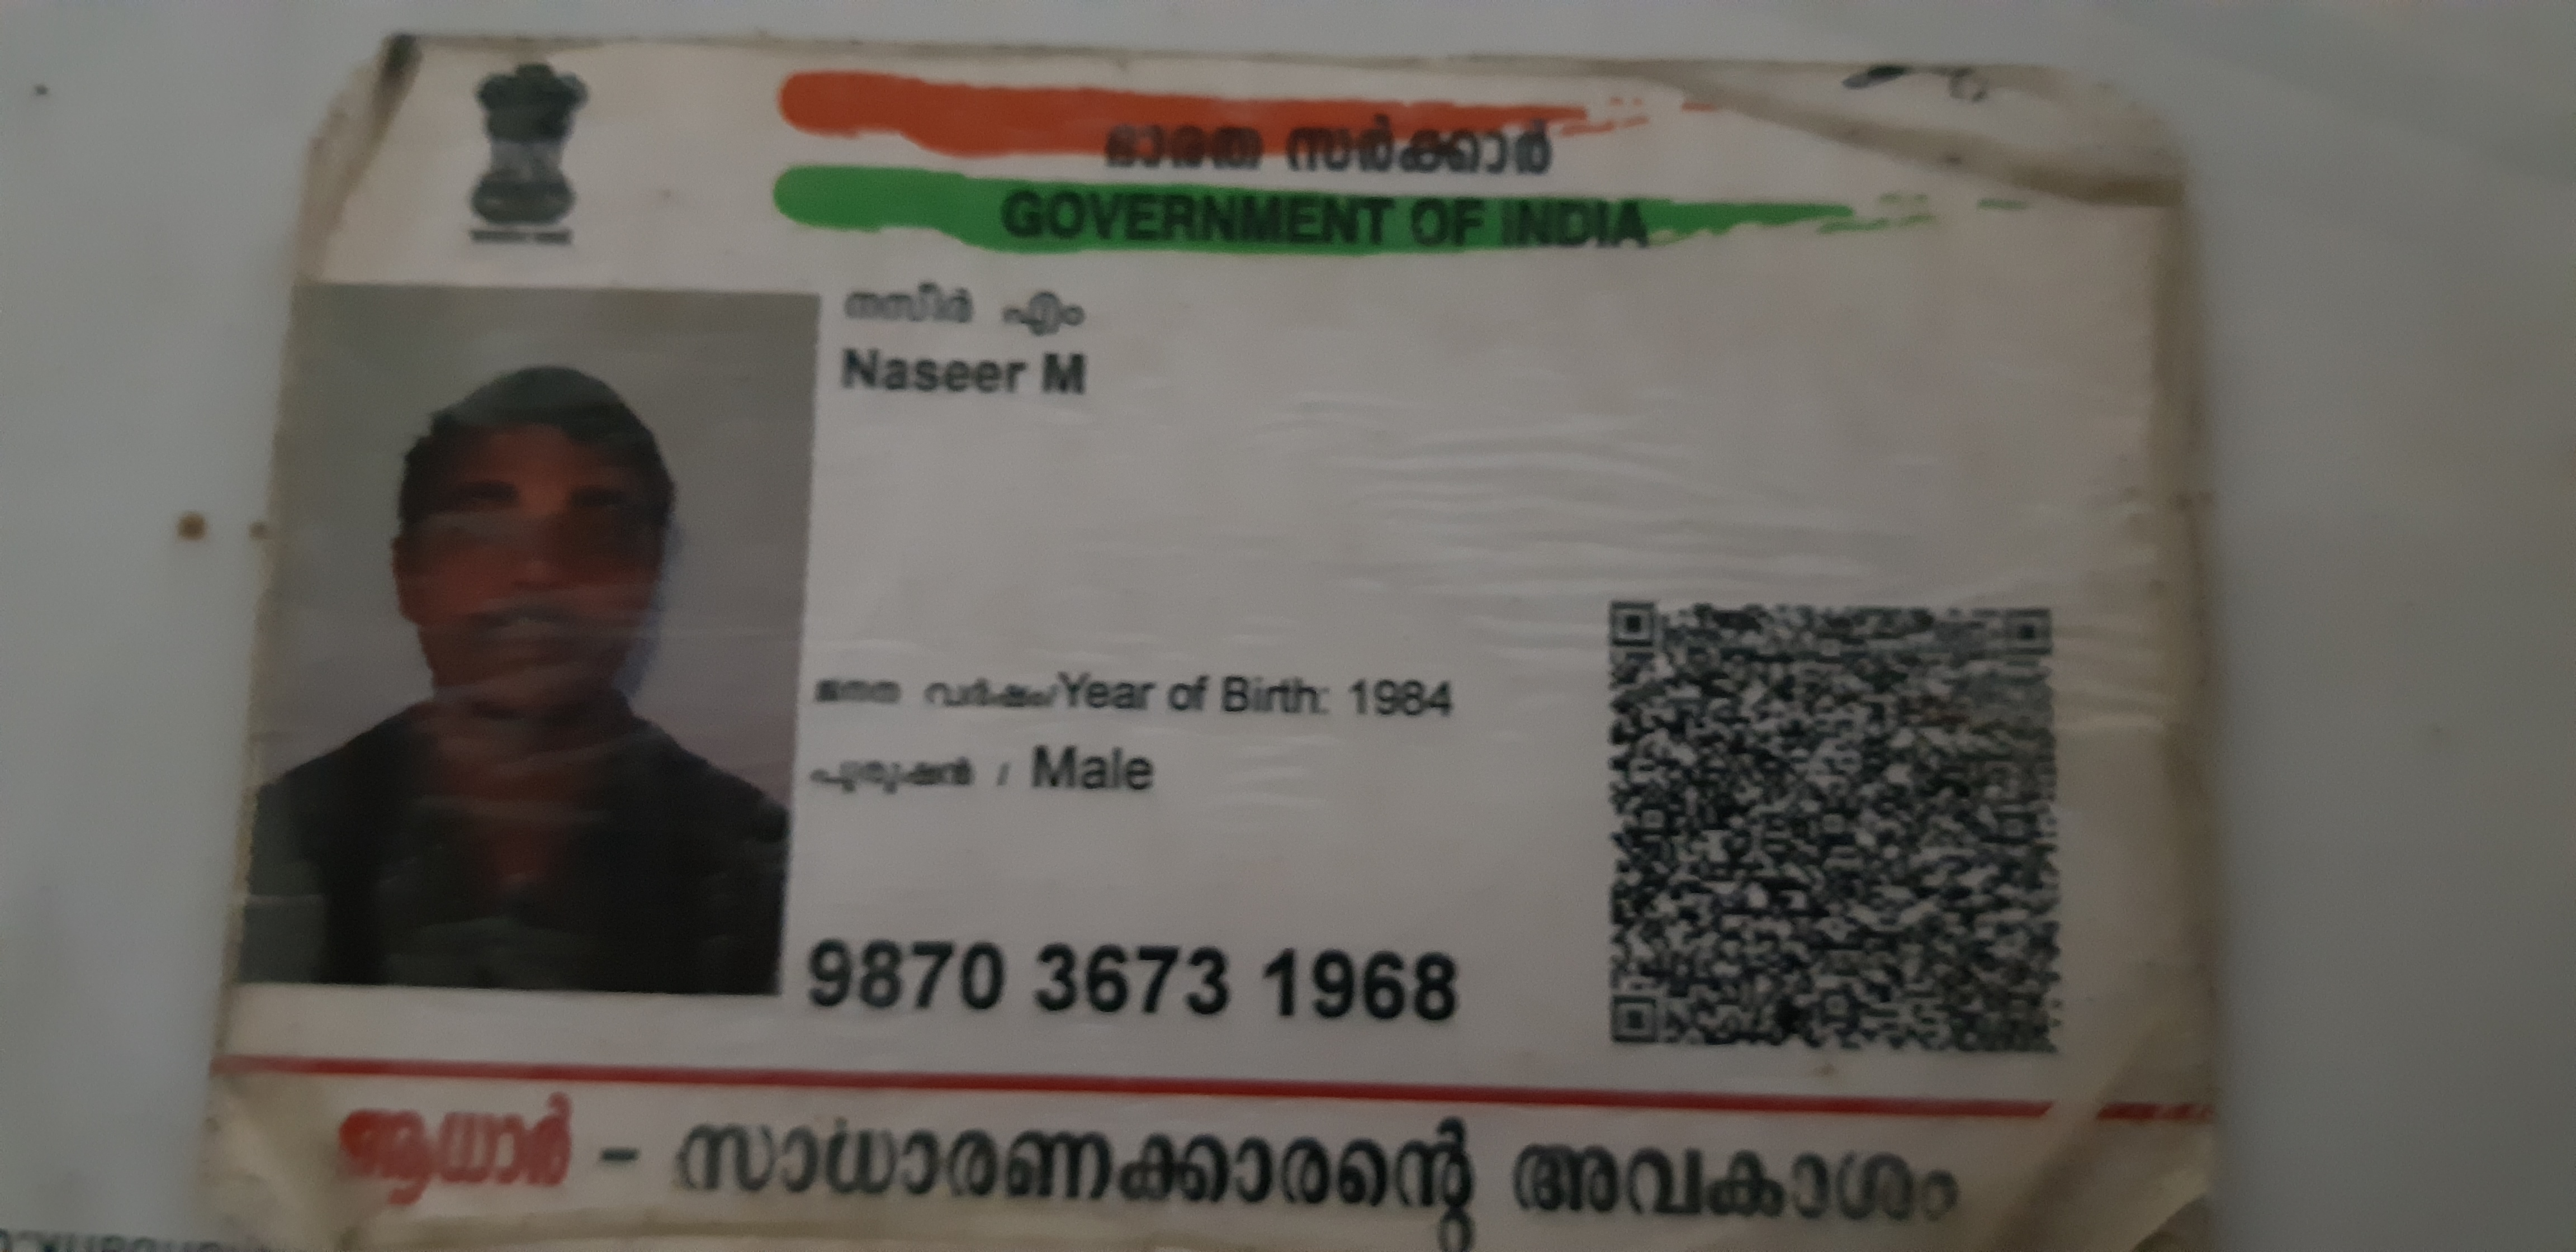 ഭാരത സർക്കാർ
GOVERNMENT OF INDIA
നസീർ എം
Naseer M
ജനന വർഷം/Year of Birth: 1984
പുരുഷൻ / Male
9870 3673 1968
ആധാർ - സാധാരണക്കാരന്റെ അവകാശം